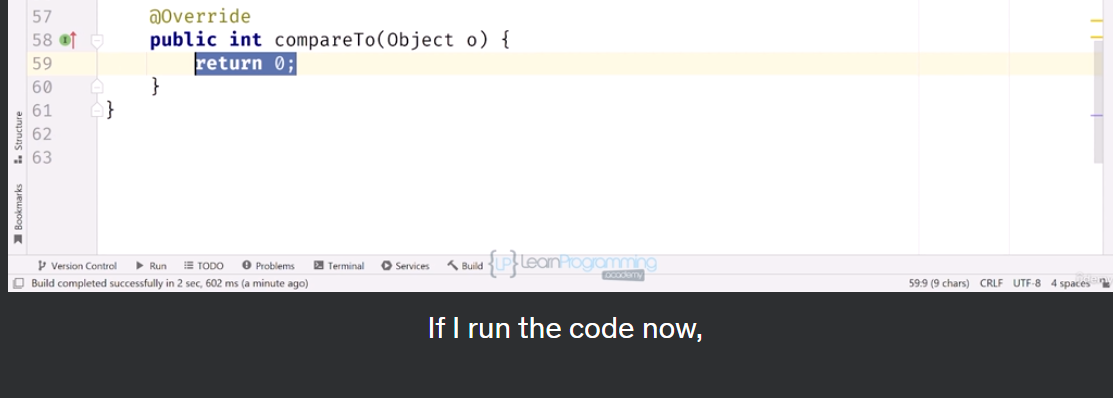 57 @Override
58 public int compareTo(Object o) {
59 return 0;
60 }
61 }
62
63
Structure
Bookmarks
Version Control Run TODO Problems Terminal Services Build {LP} LearnProgramming
academy
Build completed successfully in 2 sec, 602 ms (a minute ago) 59:9 (9 chars) CRLF UTF-8 4 spaces
If I run the code now,